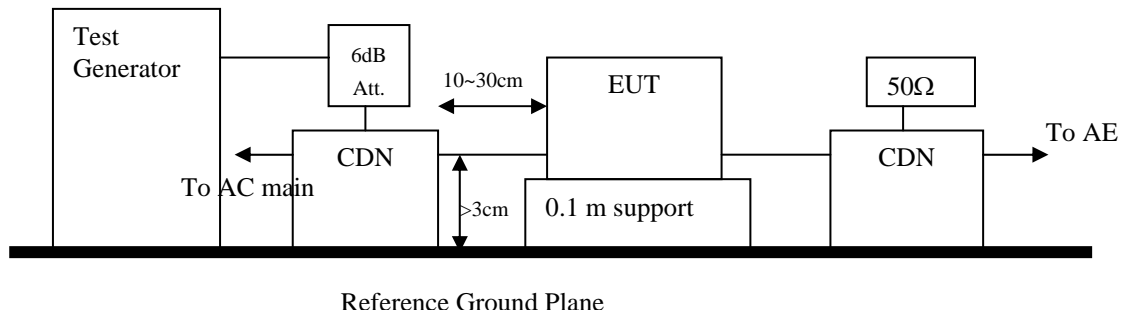 Test
Generator
6dB
Att.
10~30cm
EUT
50Ω
To AE
CDN
CDN
To AC main
>3cm
0.1 m support
Reference Ground Plane